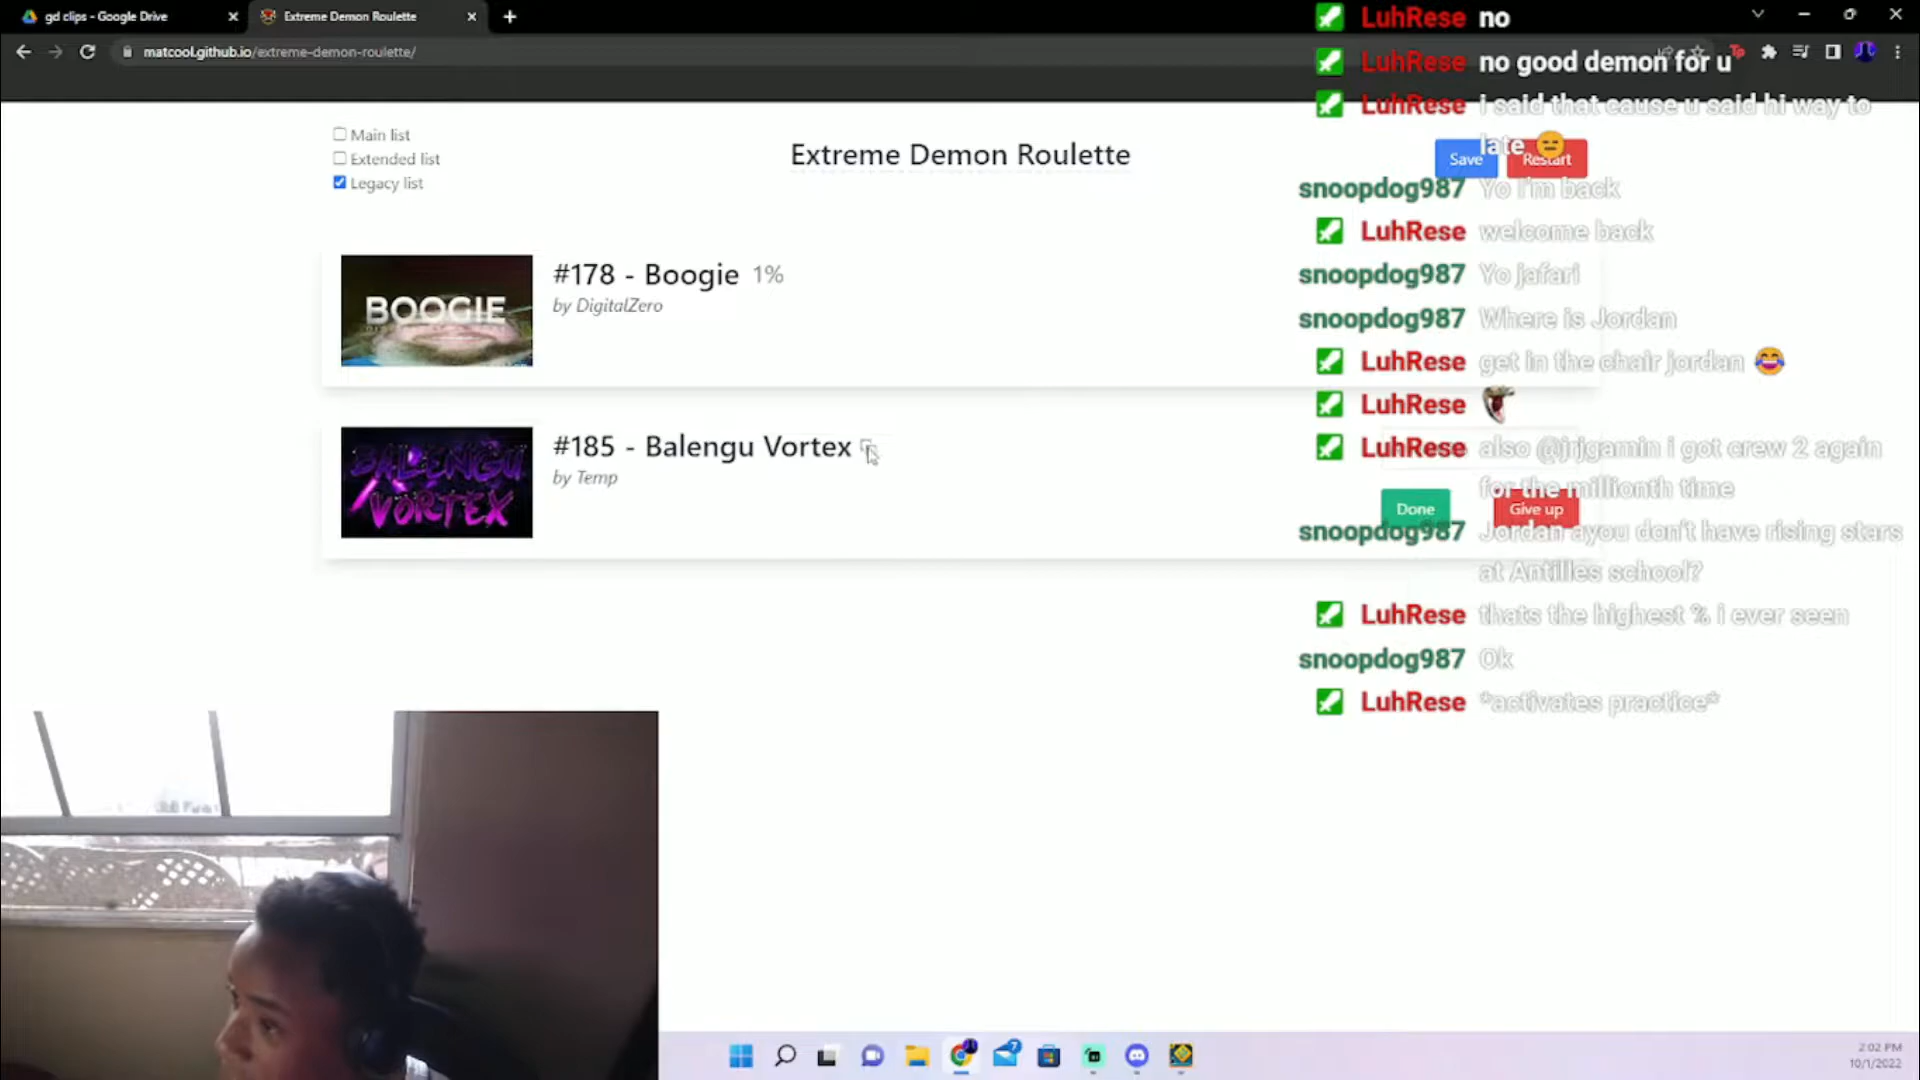 gd clips - Google Drive
Extreme Demon Roulette
matcool.github.io/extreme-demon-roulette/
Main list
Extended list
Legacy list
Extreme Demon Roulette
Save
Restart
BOOGIE
#178 - Boogie 1%
by DigitalZero
BALENGU
VORTEX
#185 - Balengu Vortex
by Temp
Done
Give up
LuhRese no
LuhRese no good demon for u
LuhRese i said that cause u said hi way to
late 😑
snoopdog987 Yo I'm back
LuhRese welcome back
snoopdog987 Yo jafari
snoopdog987 Where is Jordan
LuhRese get in the chair jordan 😂
LuhRese
LuhRese also @jrjgamin i got crew 2 again
for the millionth time
snoopdog987 Jordan ayou don't have rising stars
at Antilles school?
LuhRese thats the highest % i ever seen
snoopdog987 Ok
LuhRese *activates practice*
7
2:02 PM
10/1/2022